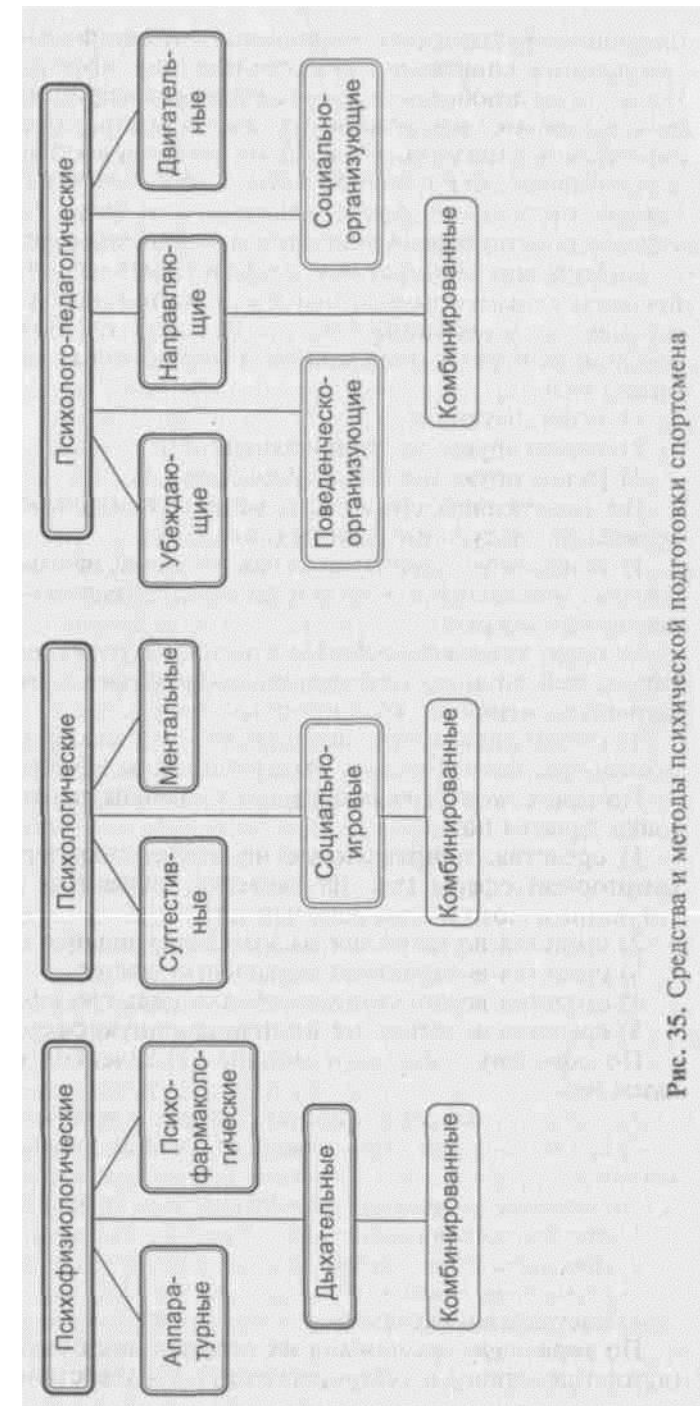 Психофизиологические
Аппара-
турные
Психо-
фармаколо-
гические
Дыхательные
Комбинированные
Психологические
Суггестив-
ные
Ментальные
Социально-
игровые
Комбинированные
Психолого-педагогические
Убеждаю-
щие
Направляю-
щие
Двигатель-
ные
Поведенческо-
организующие
Социально-
организующие
Комбинированные
Рис. 35. Средства и методы психической подготовки спортсмена